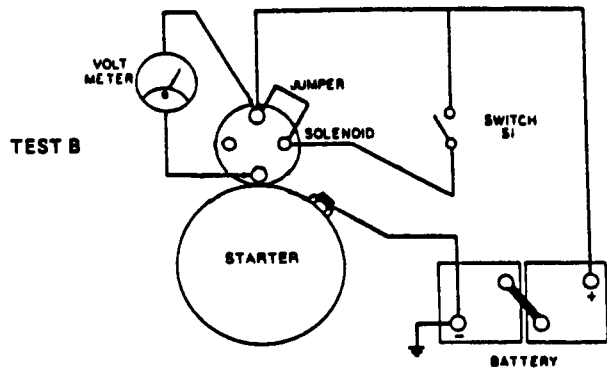 VOLT
METER
JUMPER
SOLENOID
SWITCH
S1
TEST B
STARTER
+
-
BATTERY